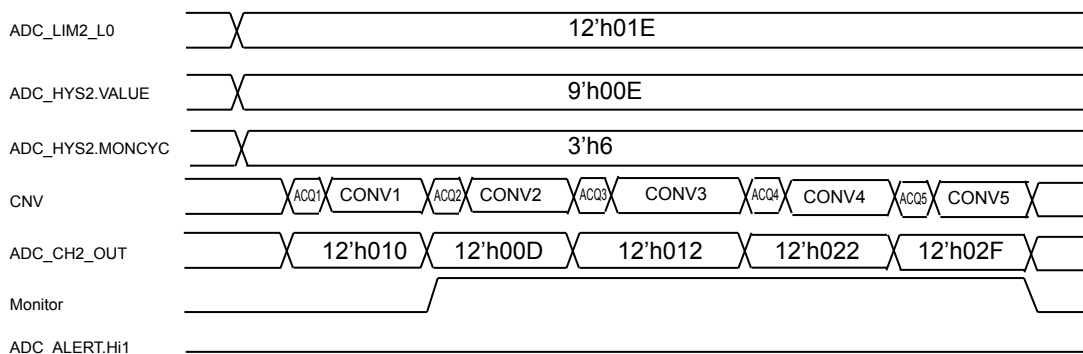 ADC_LIM2_L0
12'h01E
ADC_HYS2.VALUE
9'h00E
ADC_HYS2.MONCYC
3'h6
CNV
ACQ1 CONV1 ACQ2 CONV2 ACQ3 CONV3 ACQ4 CONV4 ACQ5 CONV5
ADC_CH2_OUT
12'h010 12'h00D 12'h012 12'h022 12'h02F
Monitor
ADC_ALERT.Hi1